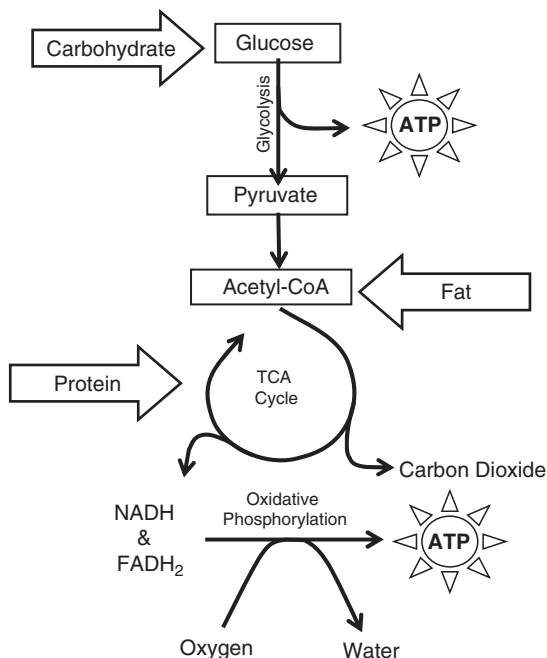 Carbohydrate
Glucose
Glycolysis
ATP
Pyruvate
Acetyl-CoA
Fat
Protein
TCA
Cycle
Carbon Dioxide
NADH
&
FADH₂
Oxidative
Phosphorylation
ATP
Oxygen
Water